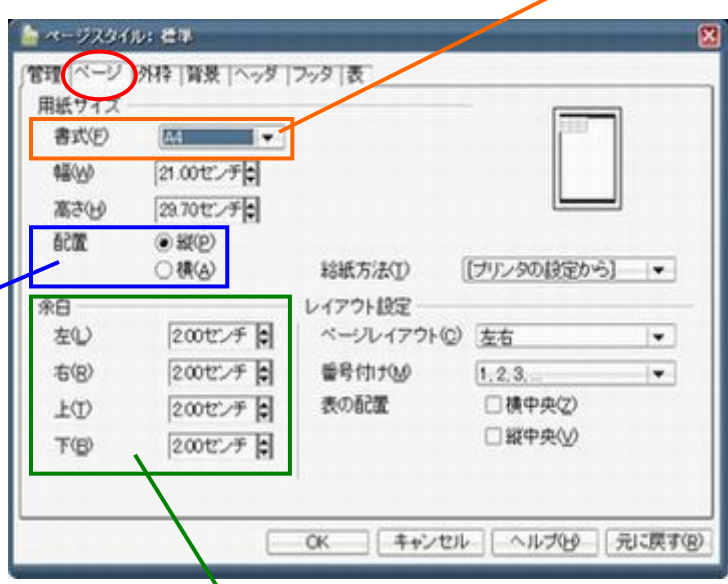 ページスタイル: 標準
管理 ページ 外枠 背景 ヘッダ フッタ 表
用紙サイズ
書式(F) A4
幅(W) 21.00センチ
高さ(H) 29.70センチ
配置 縦(P)
横(A) 給紙方法(T) [プリンタの設定から]
余白 レイアウト設定
左(L) 2.00センチ ページレイアウト(C) 左右
右(R) 2.00センチ 番号付け(M) 1, 2, 3, ...
上(T) 2.00センチ 表の配置 横中央(Z)
下(B) 2.00センチ 縦中央(V)
OK キャンセル ヘルプ(H) 元に戻す(R)